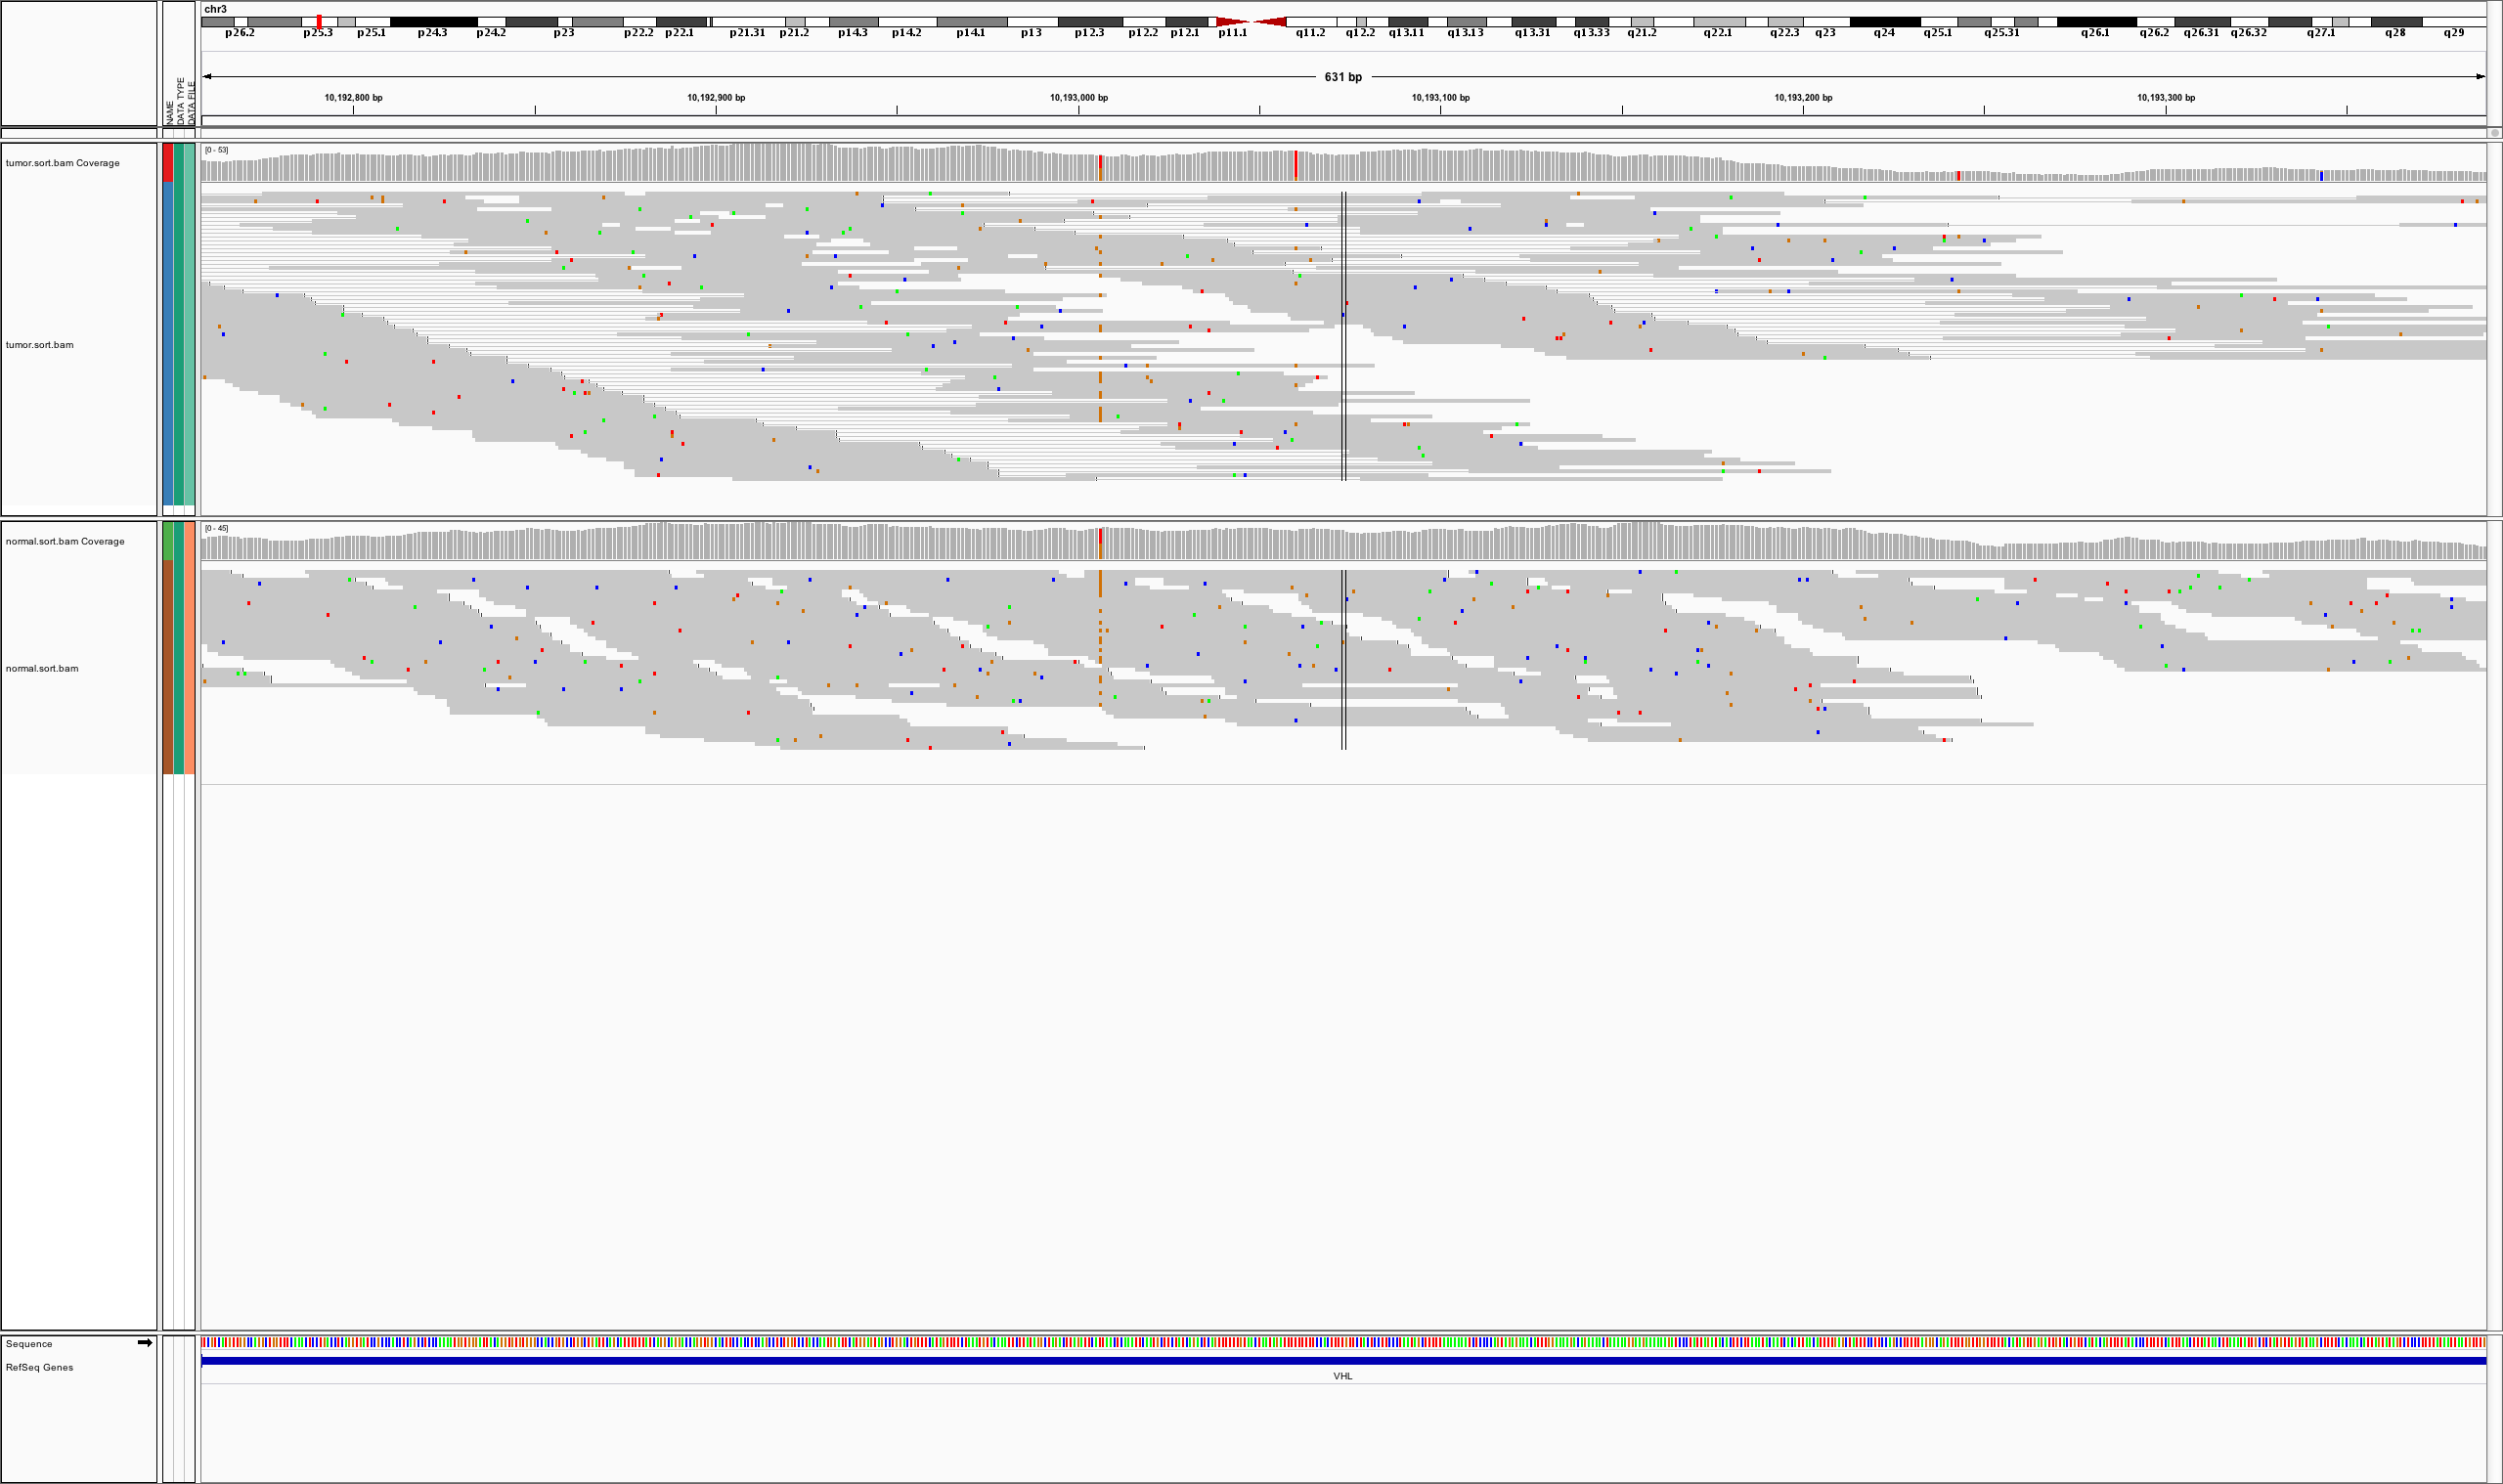 chr3
p26.2 p25.3 p25.1 p24.3 p24.2 p23 p22.2 p22.1 p21.31 p21.2 p14.3 p14.2 p14.1 p13 p12.3 p12.2 p12.1 p11.1 q11.2 q12.2 q13.11 q13.13 q13.31 q13.33 q21.2 q22.1 q22.3 q23 q24 q25.1 q25.31 q26.1 q26.2 q26.31 q26.32 q27.1 q28 q29
631 bp
10,192,800 bp 10,192,900 bp 10,193,000 bp 10,193,100 bp 10,193,200 bp 10,193,300 bp
NAME
DATA TYPE
DATA FILE
tumor.sort.bam Coverage
[0 - 53]
tumor.sort.bam
normal.sort.bam Coverage
[0 - 45]
normal.sort.bam
Sequence
RefSeq Genes
VHL